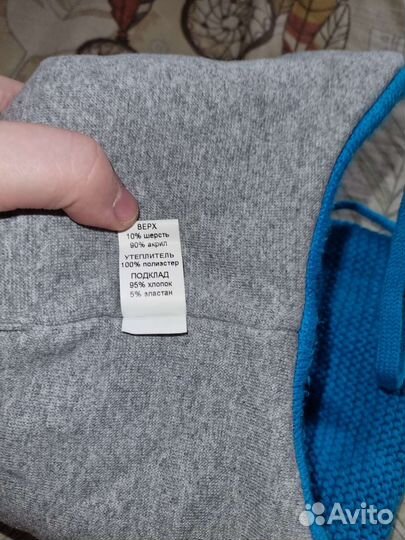 ВЕРХ
10% шерсть
90% акрил
УТЕПЛИТЕЛЬ
100% полиэстер
ПОДКЛАД
95% хлопок
5% эластан
Avito